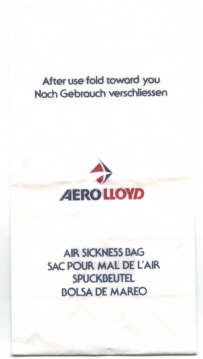 After use fold toward you
Nach Gebrauch verschliessen
AERO LLOYD
AIR SICKNESS BAG
SAC POUR MAL DE L'AIR
SPUCKBEUTEL
BOLSA DE MAREO